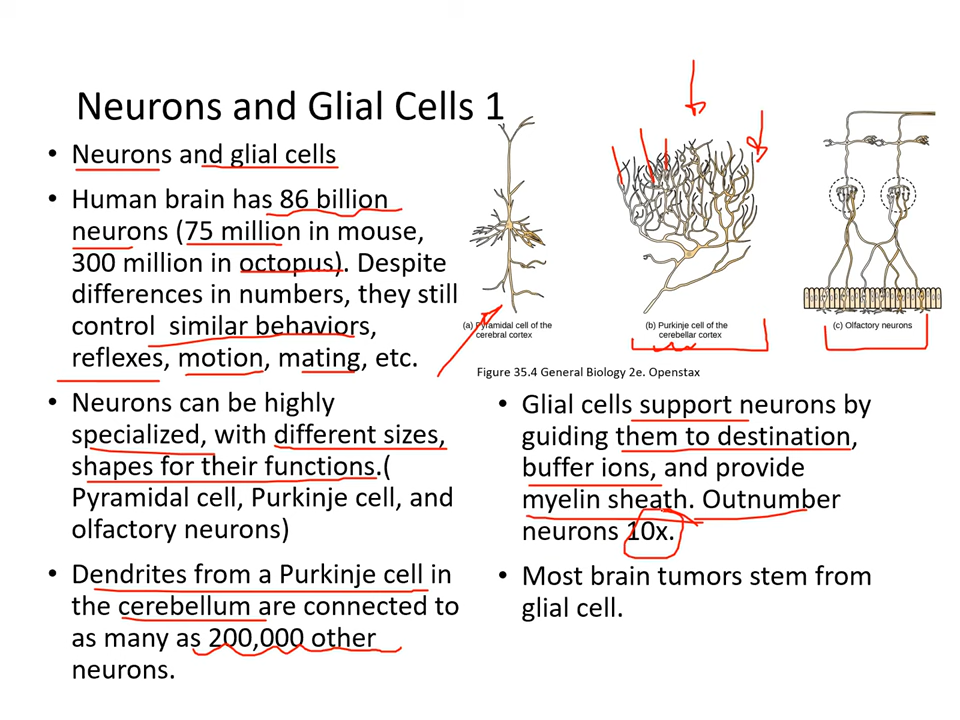 Neurons and Glial Cells 1
• Neurons and glial cells
• Human brain has 86 billion
neurons (75 million in mouse,
300 million in octopus). Despite
differences in numbers, they still
control similar behaviors,
reflexes, motion, mating, etc.
• Neurons can be highly
specialized, with different sizes,
shapes for their functions.(
Pyramidal cell, Purkinje cell, and
olfactory neurons)
• Dendrites from a Purkinje cell in
the cerebellum are connected to
as many as 200,000 other
neurons.
(a) Pyramidal cell of the
cerebral cortex
(b) Purkinje cell of the
cerebellar cortex
(c) Olfactory neurons
Figure 35.4 General Biology 2e. Openstax
• Glial cells support neurons by
guiding them to destination,
buffer ions, and provide
myelin sheath. Outnumber
neurons 10x.
• Most brain tumors stem from
glial cell.